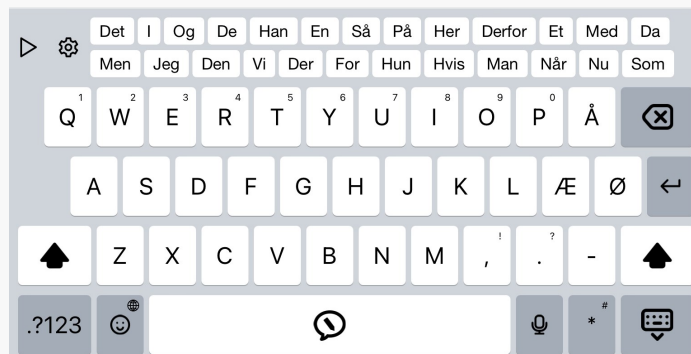 Det I Og De Han En Så På Her Derfor Et Med Da
Men Jeg Den Vi Der For Hun Hvis Man Når Nu Som
1 2 3 4 5 6 7 8 9 0
Q W E R T Y U I O P Å
A S D F G H J K L Æ Ø
! ?
Z X C V B N M , . -
#
.?123 *